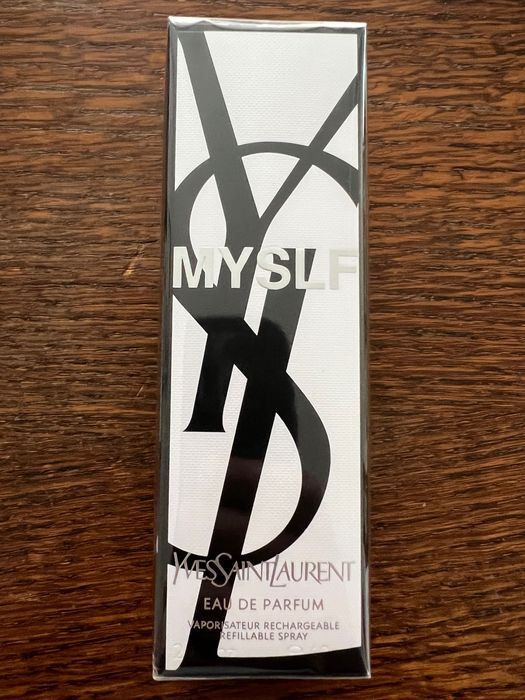 MYSLF
YVESSAINTLAURENT
EAU DE PARFUM
VAPORISATEUR RECHARGEABLE
REFILLABLE SPRAY